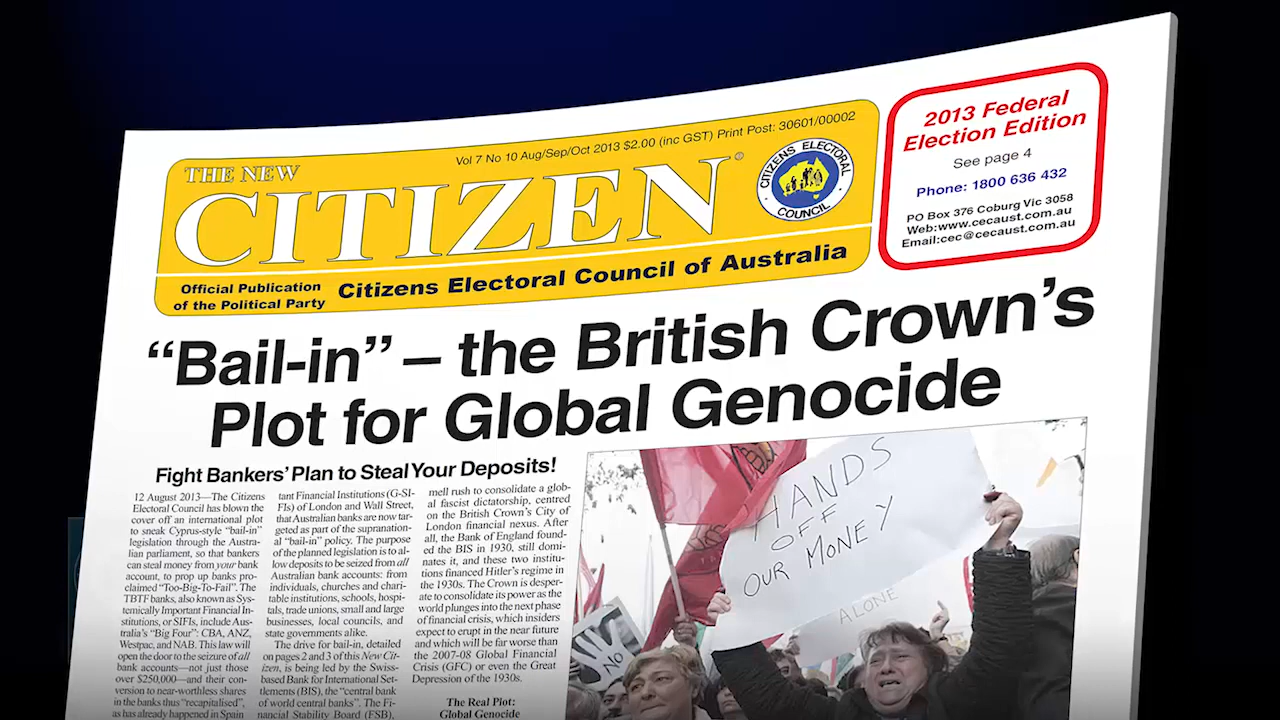 THE NEW
CITIZEN®
Vol 7 No 10 Aug/Sep/Oct 2013 $2.00 (inc GST) Print Post: 30601/00002
CITIZENS ELECTORAL
COUNCIL
Official Publication
of the Political Party
Citizens Electoral Council of Australia
2013 Federal
Election Edition
See page 4
Phone: 1800 636 432
PO Box 376 Coburg Vic 3058
Web:www.cecaust.com.au
Email:cec@cecaust.com.au
“Bail-in” – the British Crown’s
Plot for Global Genocide
Fight Bankers’ Plan to Steal Your Deposits!
12 August 2013—The Citizens
Electoral Council has blown the
cover off an international plot
to sneak Cyprus-style “bail-in”
legislation through the Austra-
lian parliament, so that bankers
can steal money from your bank
account, to prop up banks pro-
claimed “Too-Big-To-Fail”. The
TBTF banks, also known as Sys-
temically Important Financial In-
stitutions, or SIFIs, include Aus-
tralia’s “Big Four”: CBA, ANZ,
Westpac, and NAB. This law will
open the door to the seizure of all
bank accounts—not just those
over $250,000—and their con-
version to near-worthless shares
in the banks thus “recapitalised”,
as has already happened in Spain
tant Financial Institutions (G-SI-
FIs) of London and Wall Street,
that Australian banks are now tar-
geted as part of the supranation-
al “bail-in” policy. The purpose
of the planned legislation is to al-
low deposits to be seized from all
Australian bank accounts: from
individuals, churches and chari-
table institutions, schools, hospi-
tals, trade unions, small and large
businesses, local councils, and
state governments alike.
The drive for bail-in, detailed
on pages 2 and 3 of this New Cit-
izen, is being led by the Swiss-
based Bank for International Set-
tlements (BIS), the “central bank
of world central banks”. The Fi-
nancial Stability Board (FSB),
mell rush to consolidate a glob-
al fascist dictatorship, centred
on the British Crown’s City of
London financial nexus. After
all, the Bank of England found-
ed the BIS in 1930, still domi-
nates it, and these two institu-
tions financed Hitler’s regime in
the 1930s. The Crown is desper-
ate to consolidate its power as the
world plunges into the next phase
of financial crisis, which insiders
expect to erupt in the near future
and which will be far worse than
the 2007-08 Global Financial
Crisis (GFC) or even the Great
Depression of the 1930s.
The Real Plot:
Global Genocide
HANDS
OF
OUR MONEY
ALONE
NO